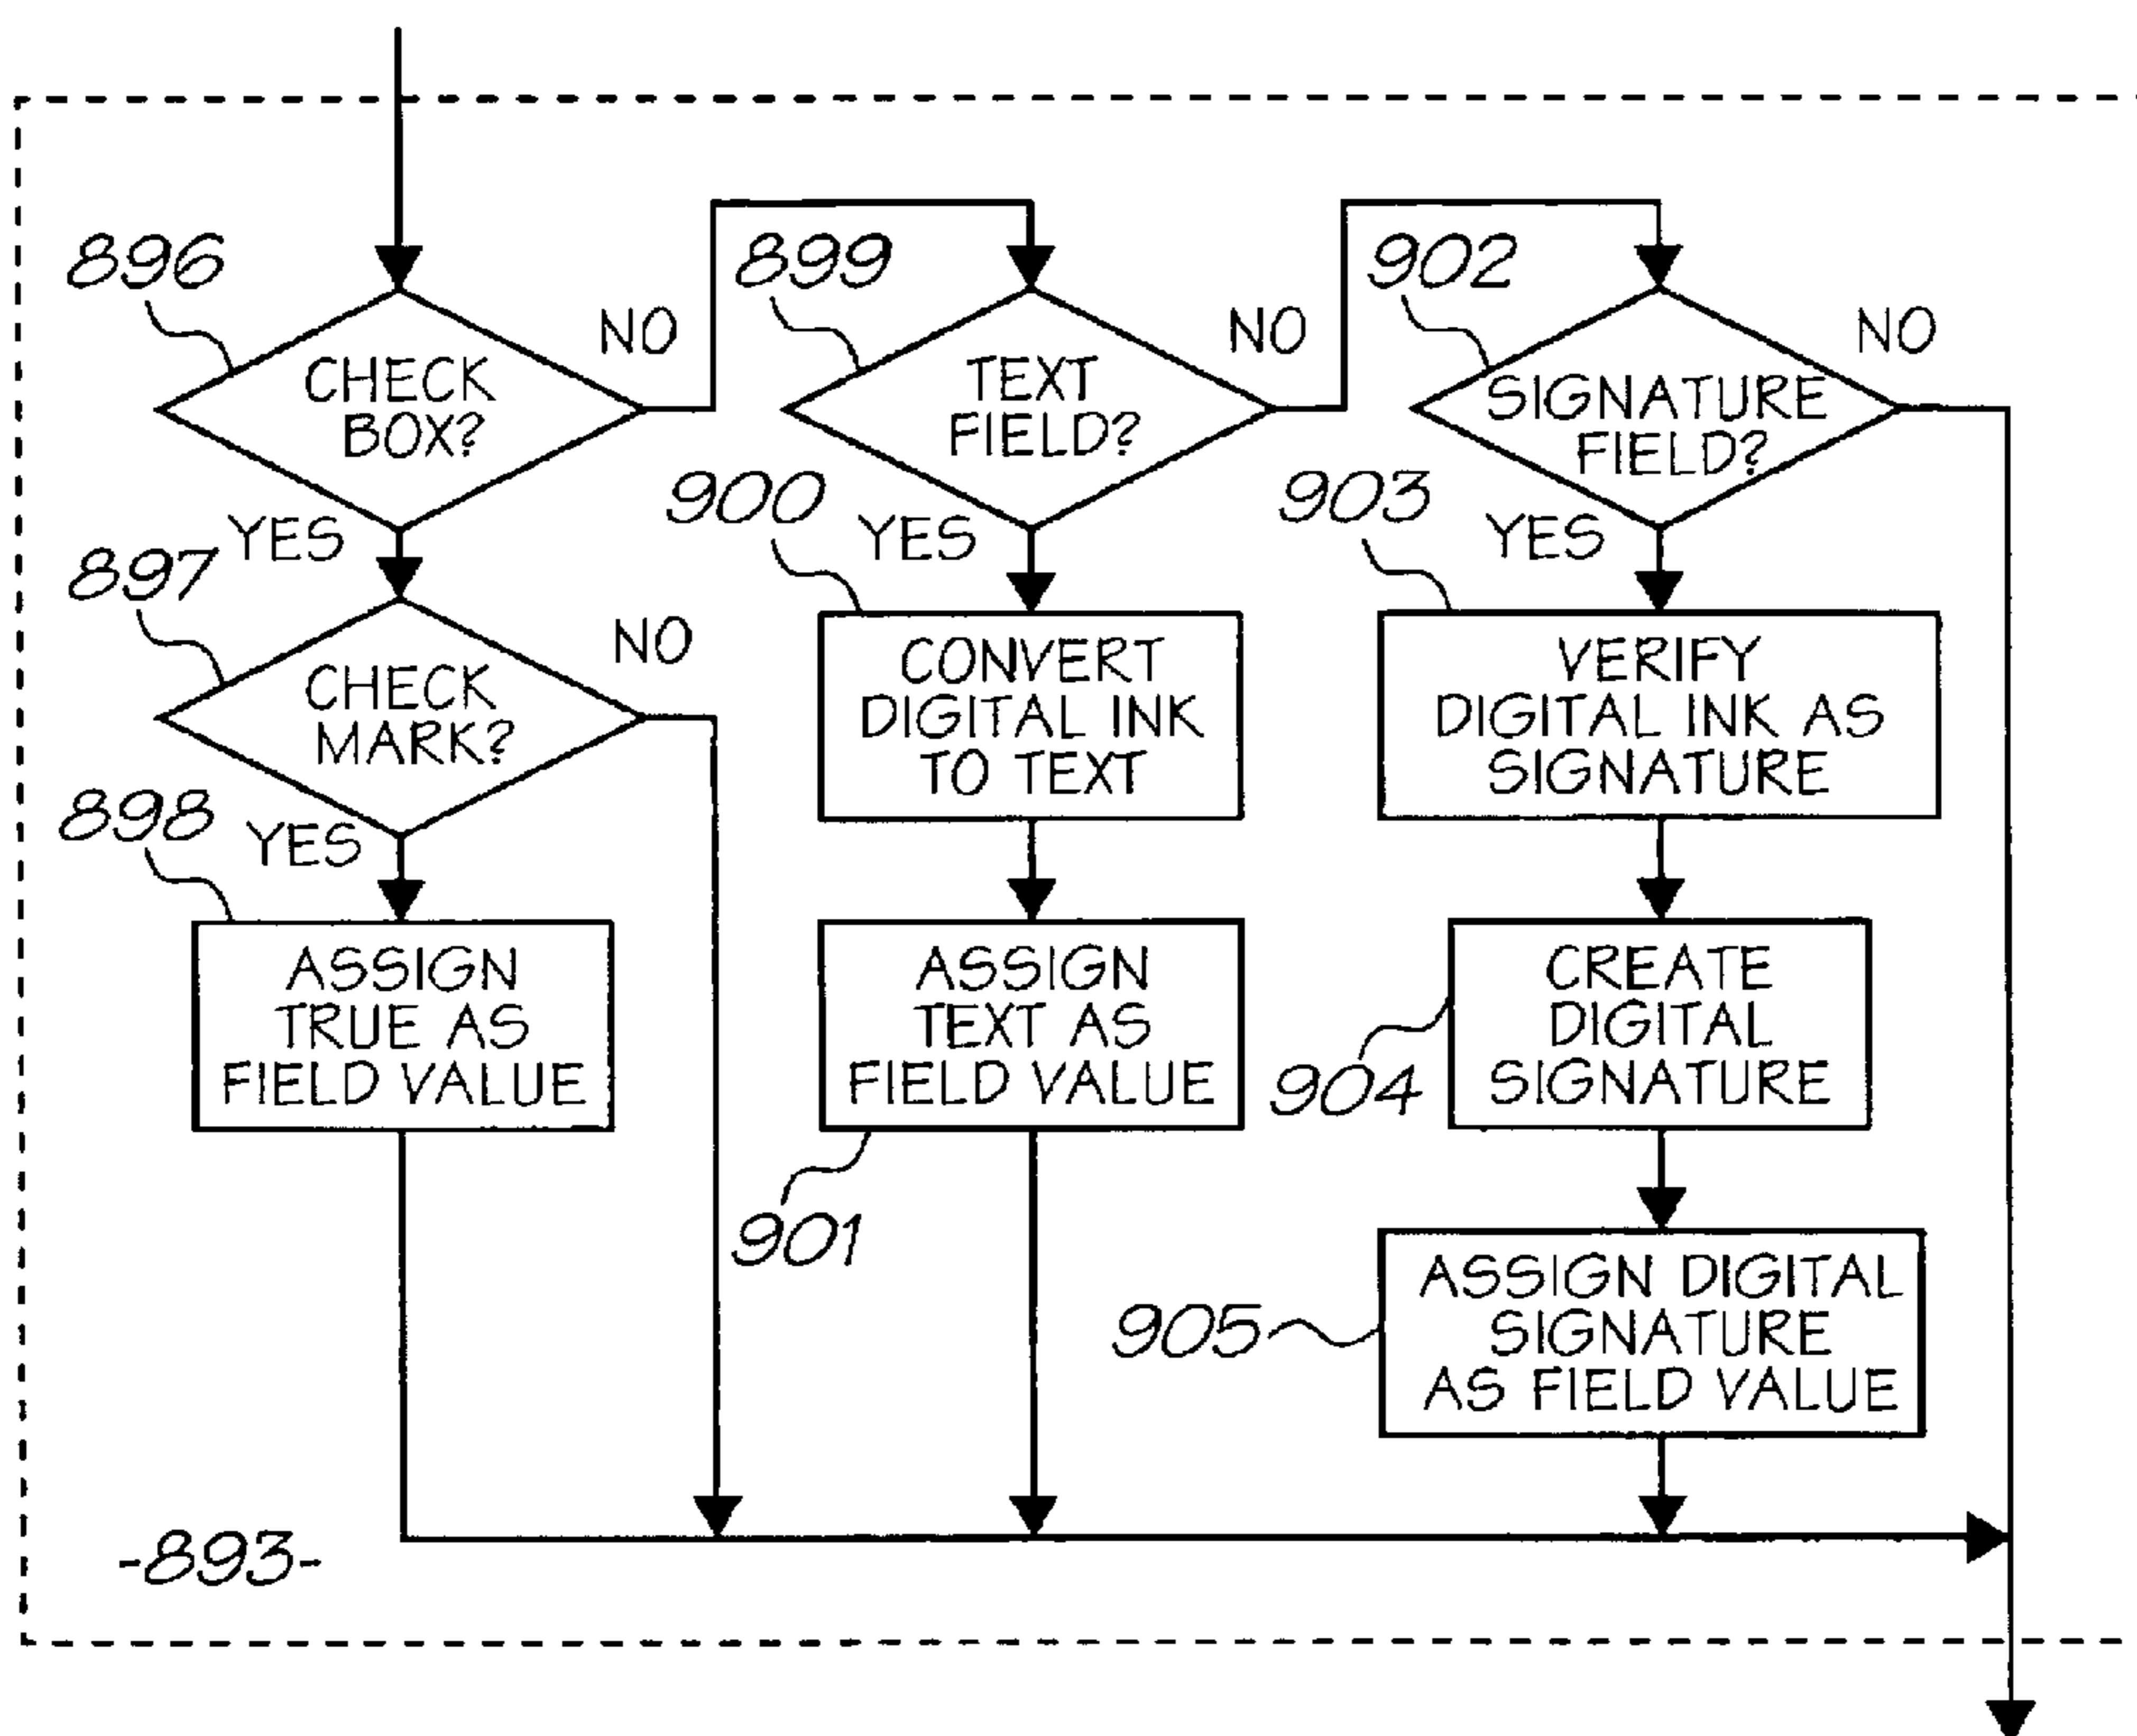 896
CHECK
BOX?
NO
YES
897
CHECK
MARK?
NO
YES
898
ASSIGN
TRUE AS
FIELD VALUE
899
TEXT
FIELD?
NO
YES
900
CONVERT
DIGITAL INK
TO TEXT
ASSIGN
TEXT AS
FIELD VALUE
901
902
SIGNATURE
FIELD?
NO
YES
903
VERIFY
DIGITAL INK AS
SIGNATURE
CREATE
DIGITAL
SIGNATURE
904
ASSIGN DIGITAL
SIGNATURE
AS FIELD VALUE
905
-893-